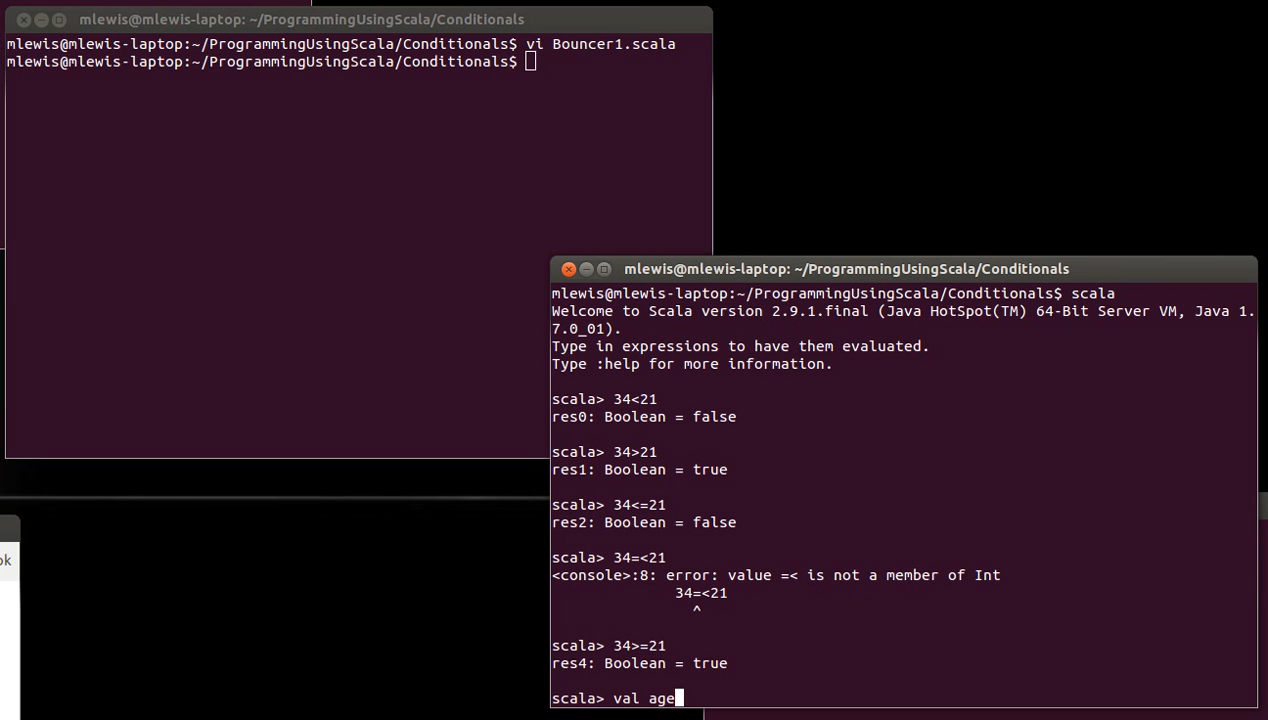 mlewis@mlewis-laptop: ~/ProgrammingUsingScala/Conditionals
mlewis@mlewis-laptop:~/ProgrammingUsingScala/Conditionals$ vi Bouncer1.scala
mlewis@mlewis-laptop:~/ProgrammingUsingScala/Conditionals$
mlewis@mlewis-laptop: ~/ProgrammingUsingScala/Conditionals
mlewis@mlewis-laptop:~/ProgrammingUsingScala/Conditionals$ scala
Welcome to Scala version 2.9.1.final (Java HotSpot(TM) 64-Bit Server VM, Java 1.
7.0_01).
Type in expressions to have them evaluated.
Type :help for more information.
scala> 34<21
res0: Boolean = false
scala> 34>21
res1: Boolean = true
scala> 34<=21
res2: Boolean = false
scala> 34=<21
<console>:8: error: value =< is not a member of Int
34=<21
^
scala> 34>=21
res4: Boolean = true
scala> val age
ok